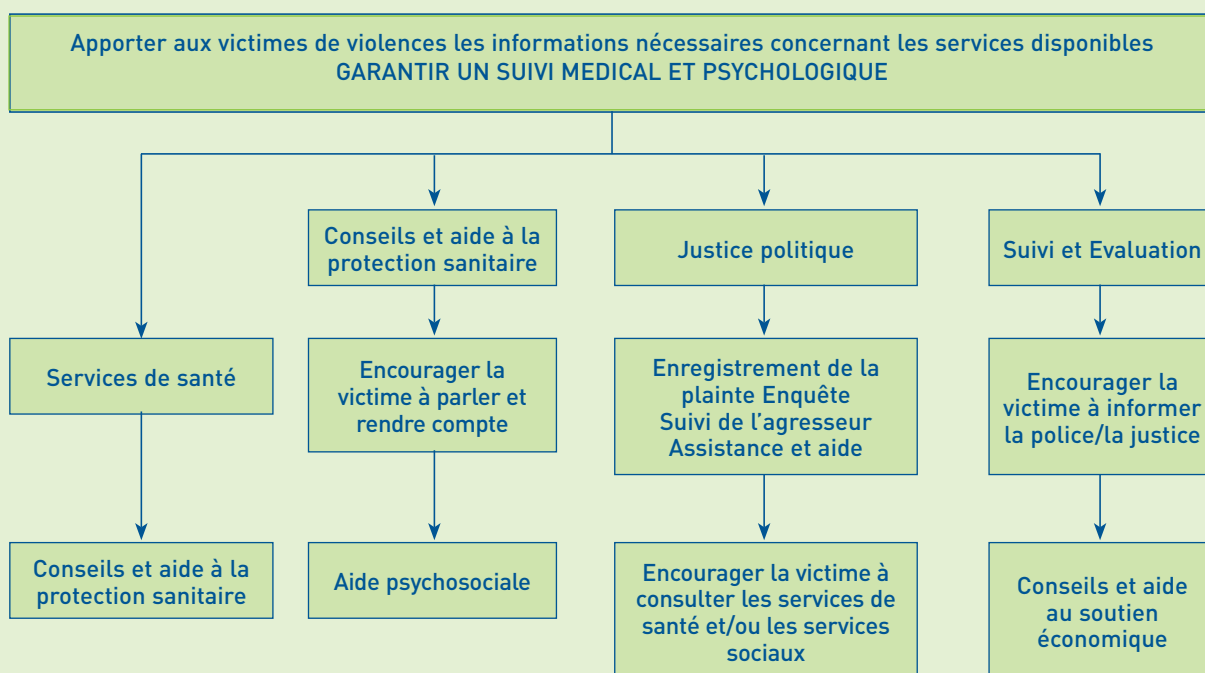 Apporter aux victimes de violences les informations nécessaires concernant les services disponibles
GARANTIR UN SUIVI MEDICAL ET PSYCHOLOGIQUE
Conseils et aide à la
protection sanitaire
Justice politique
Suivi et Evaluation
Services de santé
Encourager la
victime à parler et
rendre compte
Enregistrement de la
plainte Enquête
Suivi de l’agresseur
Assistance et aide
Encourager la
victime à informer
la police/la justice
Conseils et aide à la
protection sanitaire
Aide psychosociale
Encourager la victime à
consulter les services de
santé et/ou les services
sociaux
Conseils et aide
au soutien
économique